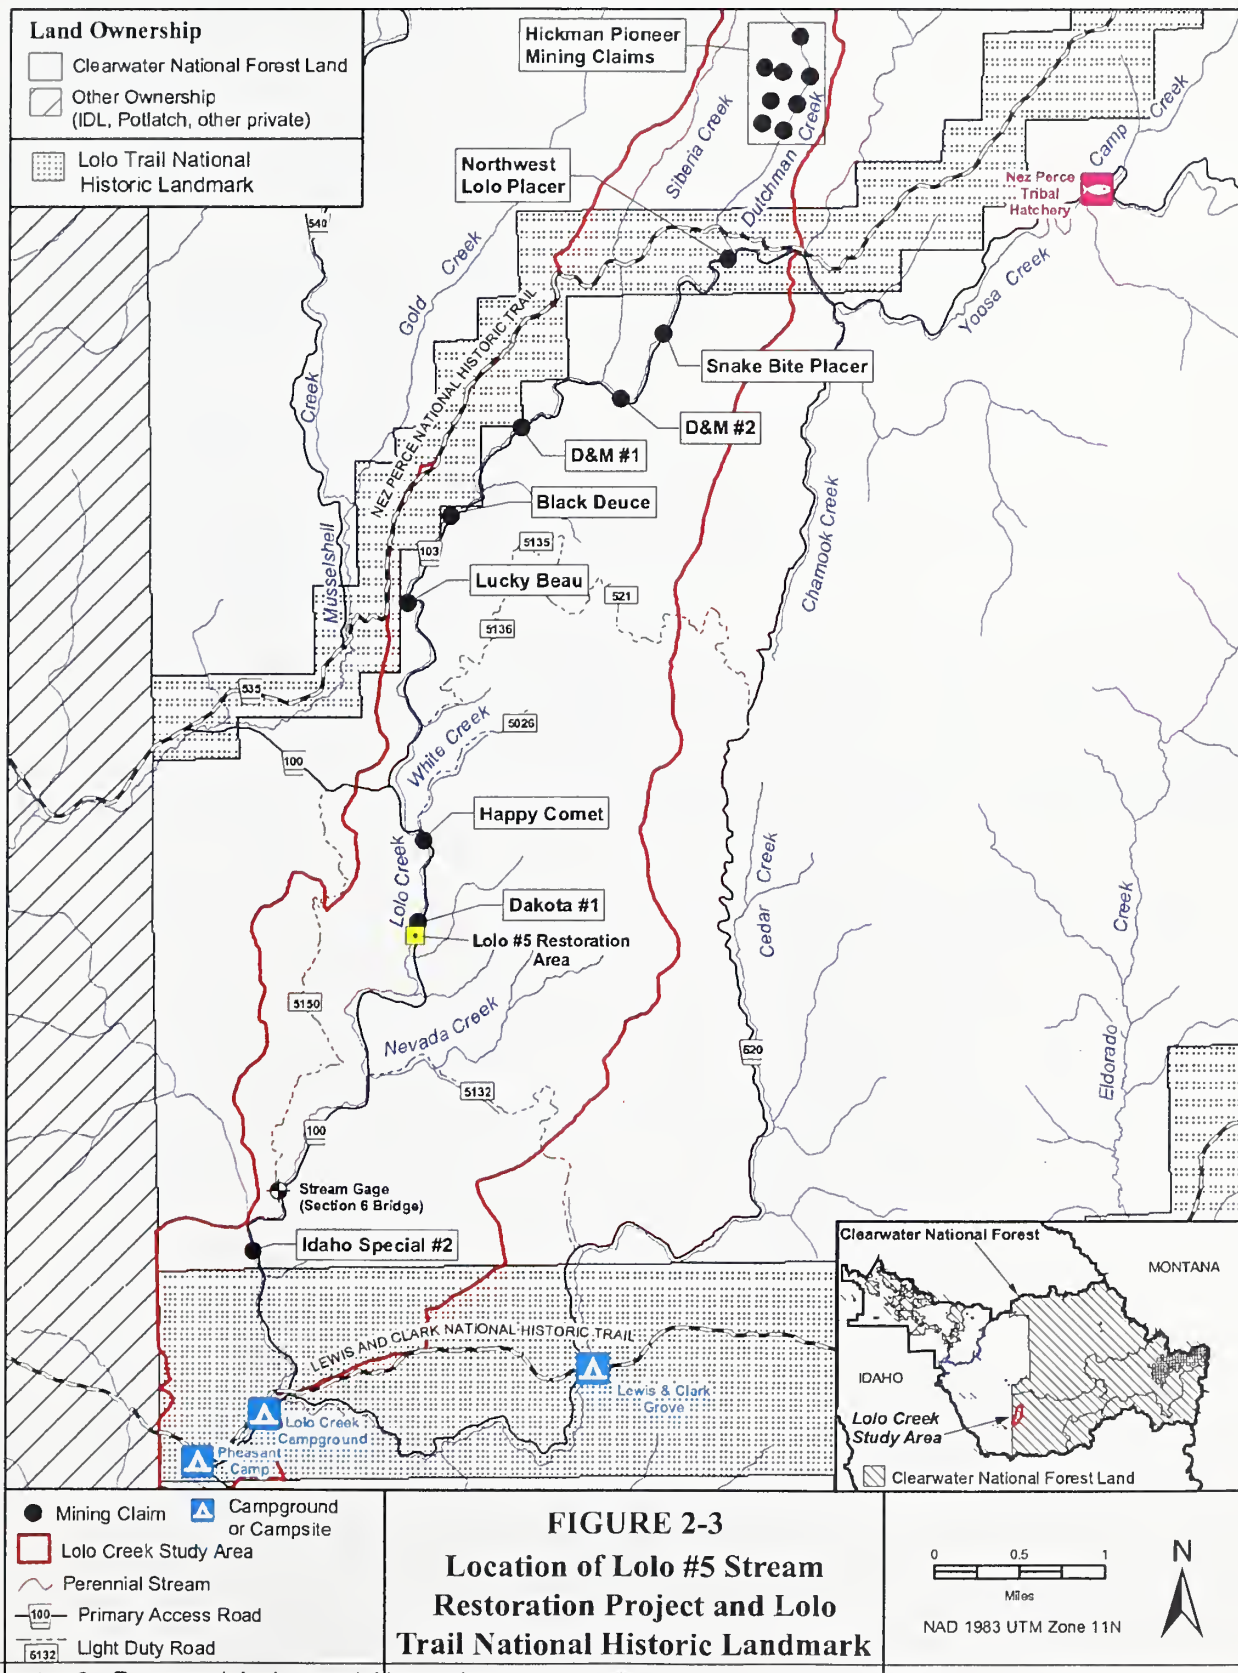 Land Ownership
Clearwater National Forest Land
Other Ownership
(IDL, Potlatch, other private)
Lolo Trail National
Historic Landmark
Hickman Pioneer
Mining Claims
Northwest
Lolo Placer
Siberia Creek
Dutchman Creek
Camp Creek
Nez Perce
Tribal
Hatchery
Yoosa Creek
540
Gold Creek
Musselshell Creek
NEZ PERCE NATIONAL HISTORIC TRAIL
Snake Bite Placer
D&M #2
D&M #1
Black Deuce
103
5135
Lucky Beau
521
5136
Chamook Creek
535
White Creek
5026
100
Happy Comet
Lolo Creek
Dakota #1
Lolo #5 Restoration
Area
Cedar Creek
Eldorado Creek
5150
Nevada Creek
5132
520
100
Stream Gage
(Section 6 Bridge)
Idaho Special #2
LEWIS AND CLARK NATIONAL HISTORIC TRAIL
Lewis & Clark
Grove
Lolo Creek
Campground
Pheasant
Camp
Clearwater National Forest
MONTANA
IDAHO
Lolo Creek
Study Area
Clearwater National Forest Land
Mining Claim
Campground
or Campsite
Lolo Creek Study Area
Perennial Stream
100 Primary Access Road
5132 Light Duty Road
FIGURE 2-3
Location of Lolo #5 Stream
Restoration Project and Lolo
Trail National Historic Landmark
0 0.5 1
Miles
NAD 1983 UTM Zone 11N
N